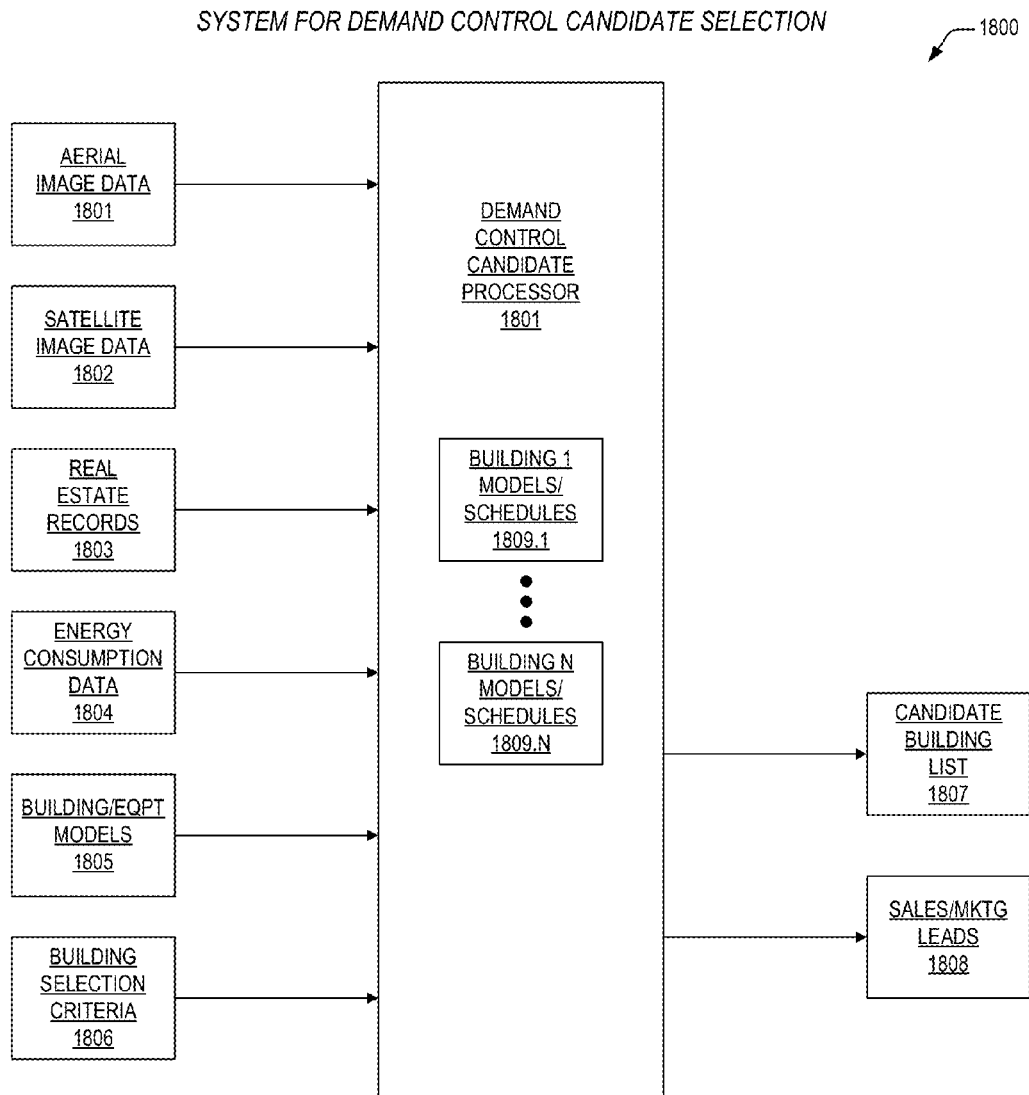 SYSTEM FOR DEMAND CONTROL CANDIDATE SELECTION
1800
AERIAL
IMAGE DATA
1801
SATELLITE
IMAGE DATA
1802
REAL
ESTATE
RECORDS
1803
ENERGY
CONSUMPTION
DATA
1804
BUILDING/EQPT
MODELS
1805
BUILDING
SELECTION
CRITERIA
1806
DEMAND
CONTROL
CANDIDATE
PROCESSOR
1801
BUILDING 1
MODELS/
SCHEDULES
1809.1
BUILDING N
MODELS/
SCHEDULES
1809.N
CANDIDATE
BUILDING
LIST
1807
SALES/MKTG
LEADS
1808